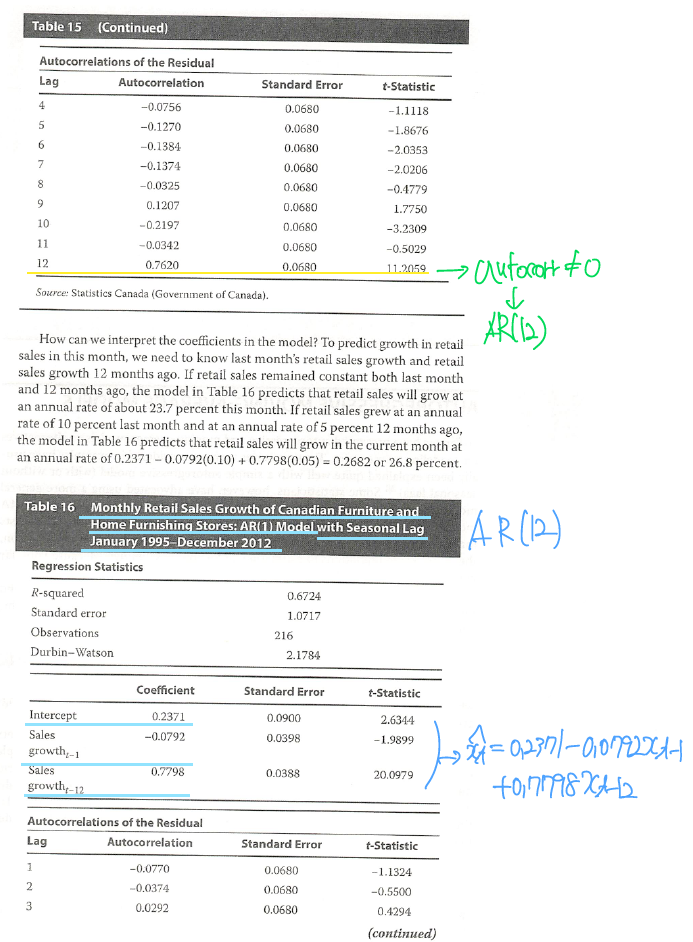 Table 15 (Continued)
Autocorrelations of the Residual
Lag Autocorrelation Standard Error t-Statistic
4 −0.0756 0.0680 −1.1118
5 −0.1270 0.0680 −1.8676
6 −0.1384 0.0680 −2.0353
7 −0.1374 0.0680 −2.0206
8 −0.0325 0.0680 −0.4779
9 0.1207 0.0680 1.7750
10 −0.2197 0.0680 −3.2309
11 −0.0342 0.0680 −0.5029
12 0.7620 0.0680 11.2059 → autocorr ≠ 0
↓
AR(12)
Source: Statistics Canada (Government of Canada).
How can we interpret the coefficients in the model? To predict growth in retail
sales in this month, we need to know last month's retail sales growth and retail
sales growth 12 months ago. If retail sales remained constant both last month
and 12 months ago, the model in Table 16 predicts that retail sales will grow at
an annual rate of about 23.7 percent this month. If retail sales grew at an annual
rate of 10 percent last month and at an annual rate of 5 percent 12 months ago,
the model in Table 16 predicts that retail sales will grow in the current month at
an annual rate of 0.2371 − 0.0792(0.10) + 0.7798(0.05) = 0.2682 or 26.8 percent.
Table 16 Monthly Retail Sales Growth of Canadian Furniture and
Home Furnishing Stores: AR(1) Model with Seasonal Lag
January 1995–December 2012
AR(12)
Regression Statistics
R-squared 0.6724
Standard error 1.0717
Observations 216
Durbin–Watson 2.1784
Coefficient Standard Error t-Statistic
Intercept 0.2371 0.0900 2.6344
Sales −0.0792 0.0398 −1.9899
growtht−1
Sales 0.7798 0.0388 20.0979
growtht−12
→ x̂t = 0,2371 − 0,0792xt-1
+0,7798xt-12
Autocorrelations of the Residual
Lag Autocorrelation Standard Error t-Statistic
1 −0.0770 0.0680 −1.1324
2 −0.0374 0.0680 −0.5500
3 0.0292 0.0680 0.4294
(continued)